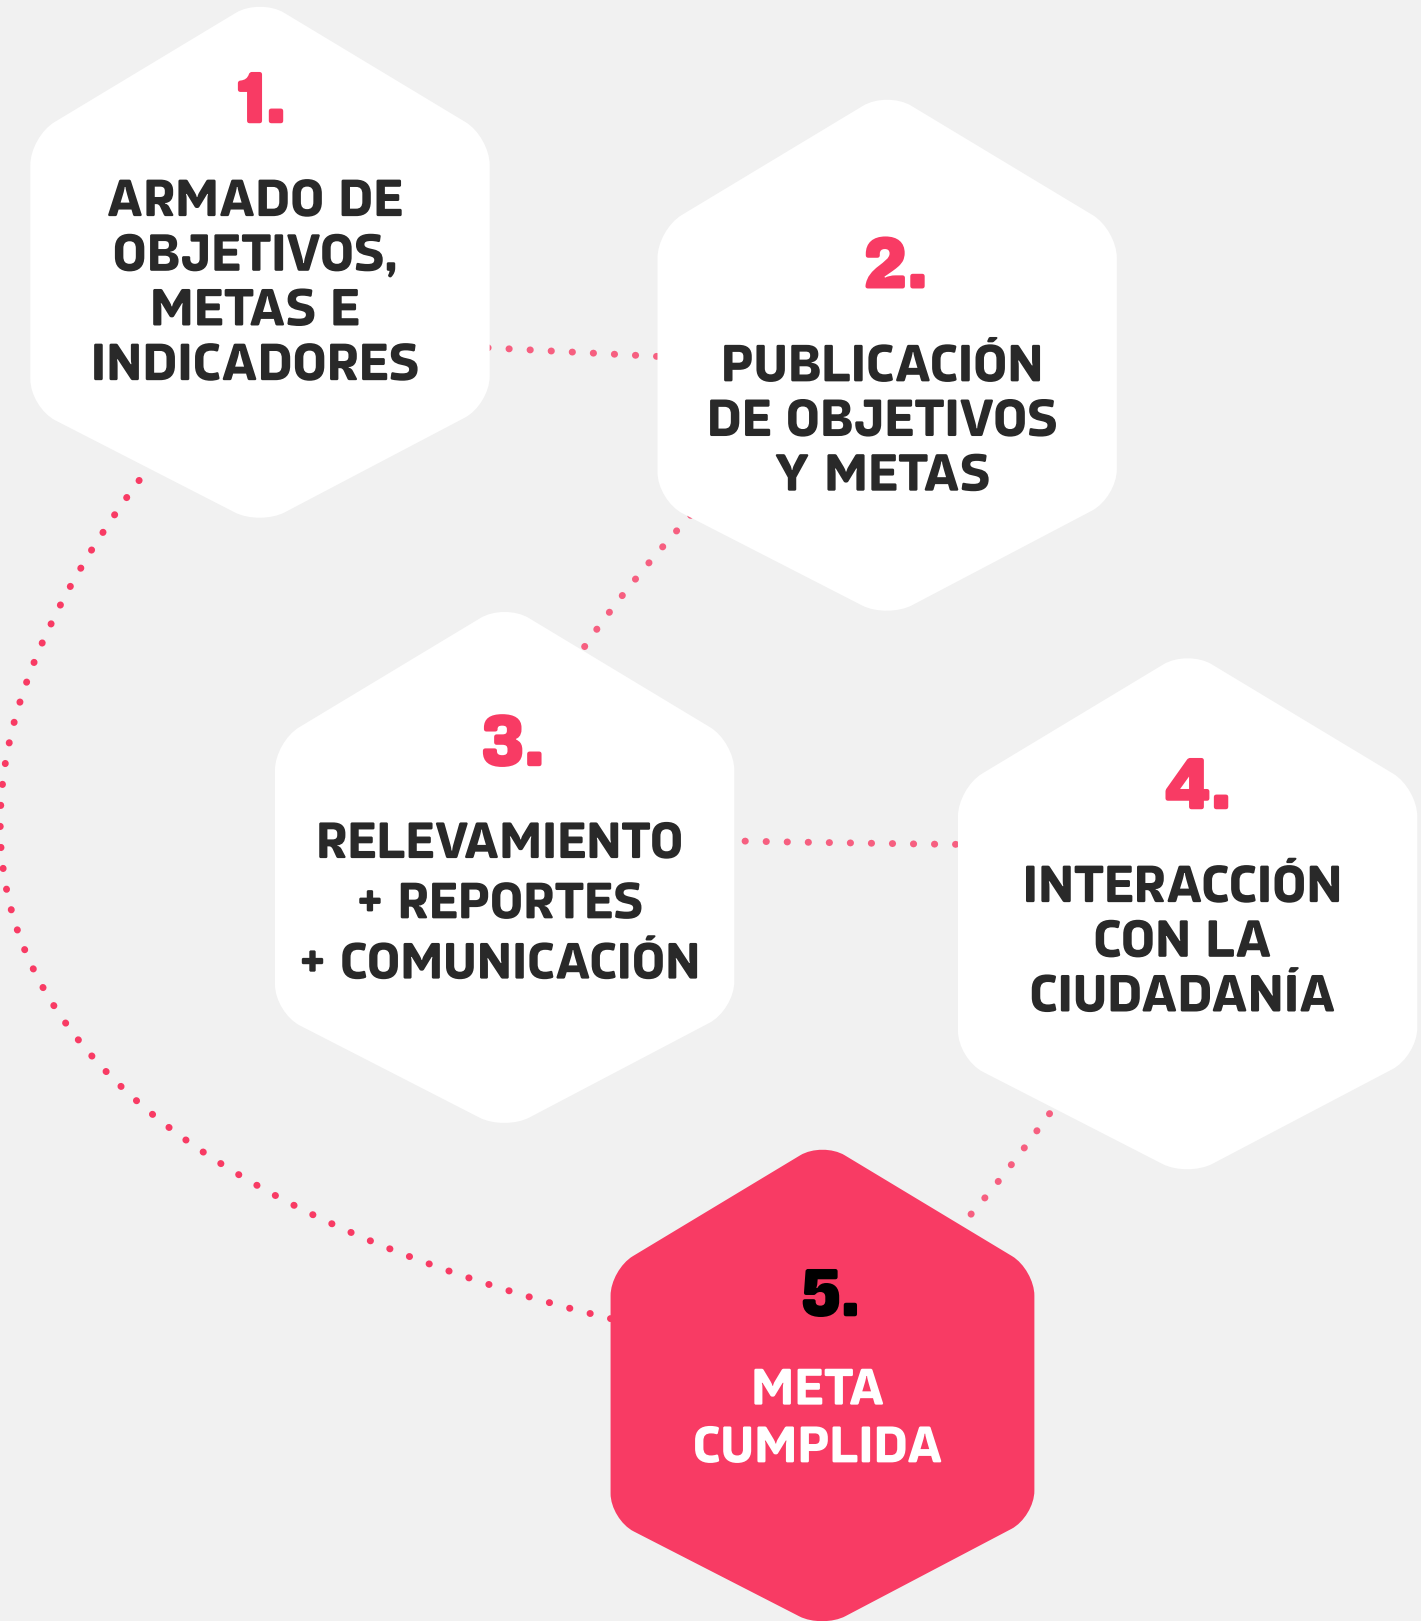 1.
ARMADO DE
OBJETIVOS,
METAS E
INDICADORES
2.
PUBLICACIÓN
DE OBJETIVOS
Y METAS
3.
RELEVAMIENTO
+ REPORTES
+ COMUNICACIÓN
4.
INTERACCIÓN
CON LA
CIUDADANÍA
5.
META
CUMPLIDA